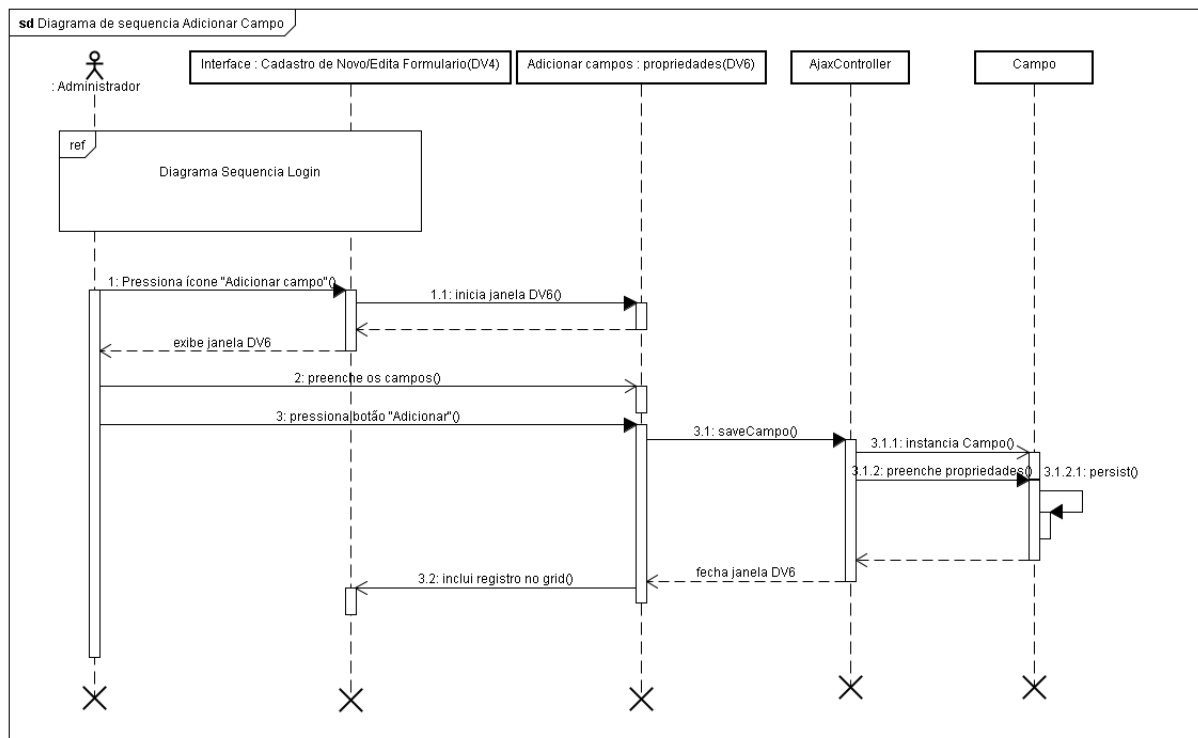 sd Diagrama de sequencia Adicionar Campo
: Administrador
Interface : Cadastro de Novo/Edita Formulario(DV4)
Adicionar campos : propriedades(DV6)
AjaxController
Campo
ref
Diagrama Sequencia Login
1: Pressiona ícone "Adicionar campo"()
1.1: inicia janela DV6()
exibe janela DV6
2: preenche os campos()
3: pressiona botão "Adicionar"()
3.1: saveCampo()
3.1.1: instancia Campo()
3.1.2: preenche propriedades()
3.1.2.1: persist()
fecha janela DV6
3.2: inclui registro no grid()